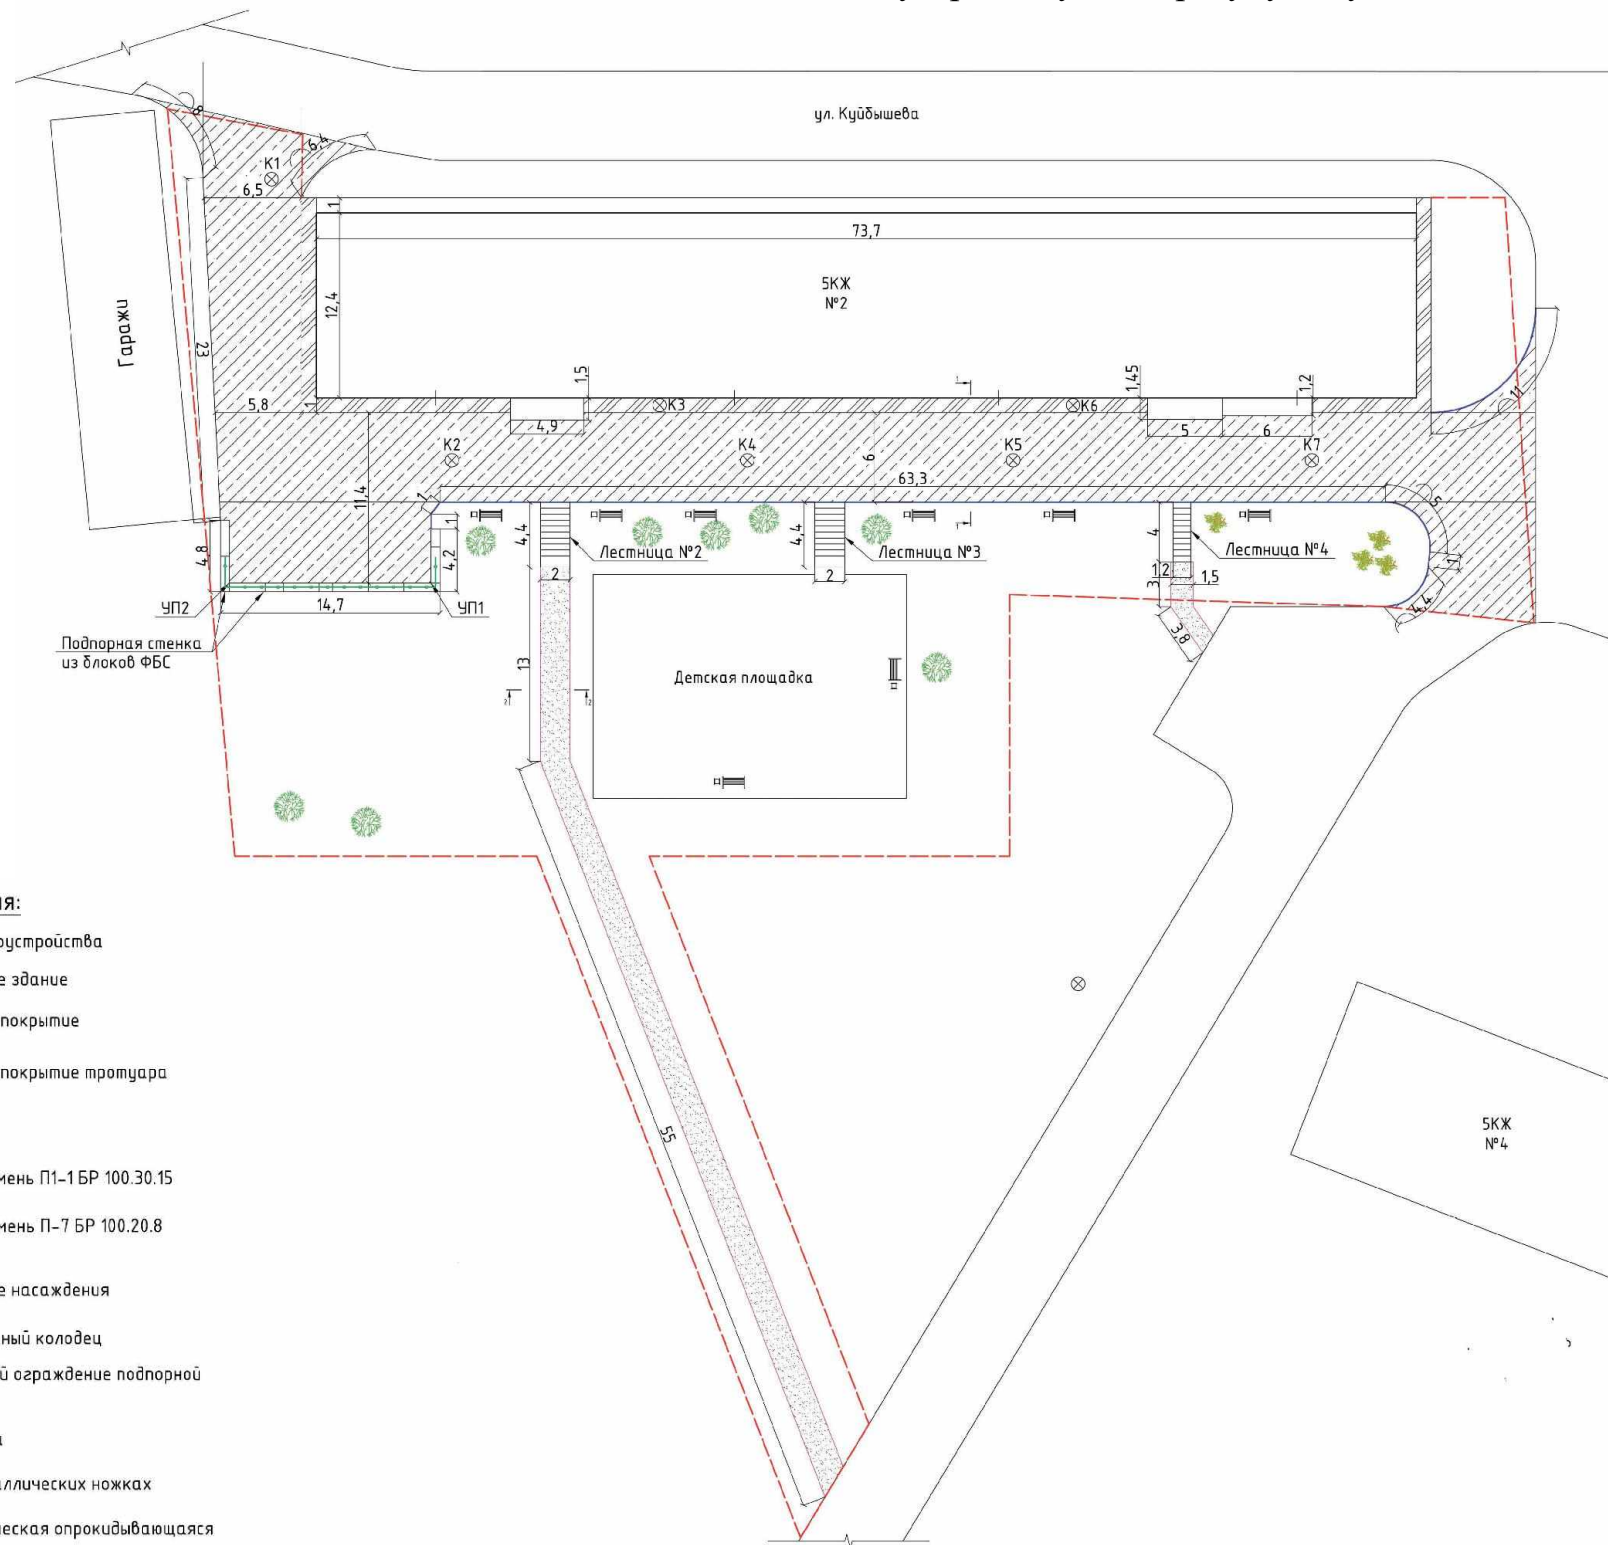 ул. Куйбышева
8
6,4
К1
6,5
1
73,7
5КЖ
№2
12,4
Гаражи
23
1,5
1,45
1,2
11
5,8
1
К3
К6
4,9
5
6
К2
К4
К5
К7
6
63,3
11,4
1
5
1
4,4
4,4
4
Лестница №2
Лестница №3
Лестница №4
4,8
4,2
2
2
1,2
1,5
1
3
4,4
УП2
14,7
УП1
3,8
Подпорная стенка
из блоков ФБС
13
Детская площадка
55
ия:
оустройства
е здание
покрытие
покрытие тротуара
мень П1-1 БР 100.30.15
мень П-7 БР 100.20.8
е насаждения
ный колодец
й ограждение подпорной
аллических ножках
ческая опрокидывающаяся
5КЖ
№4